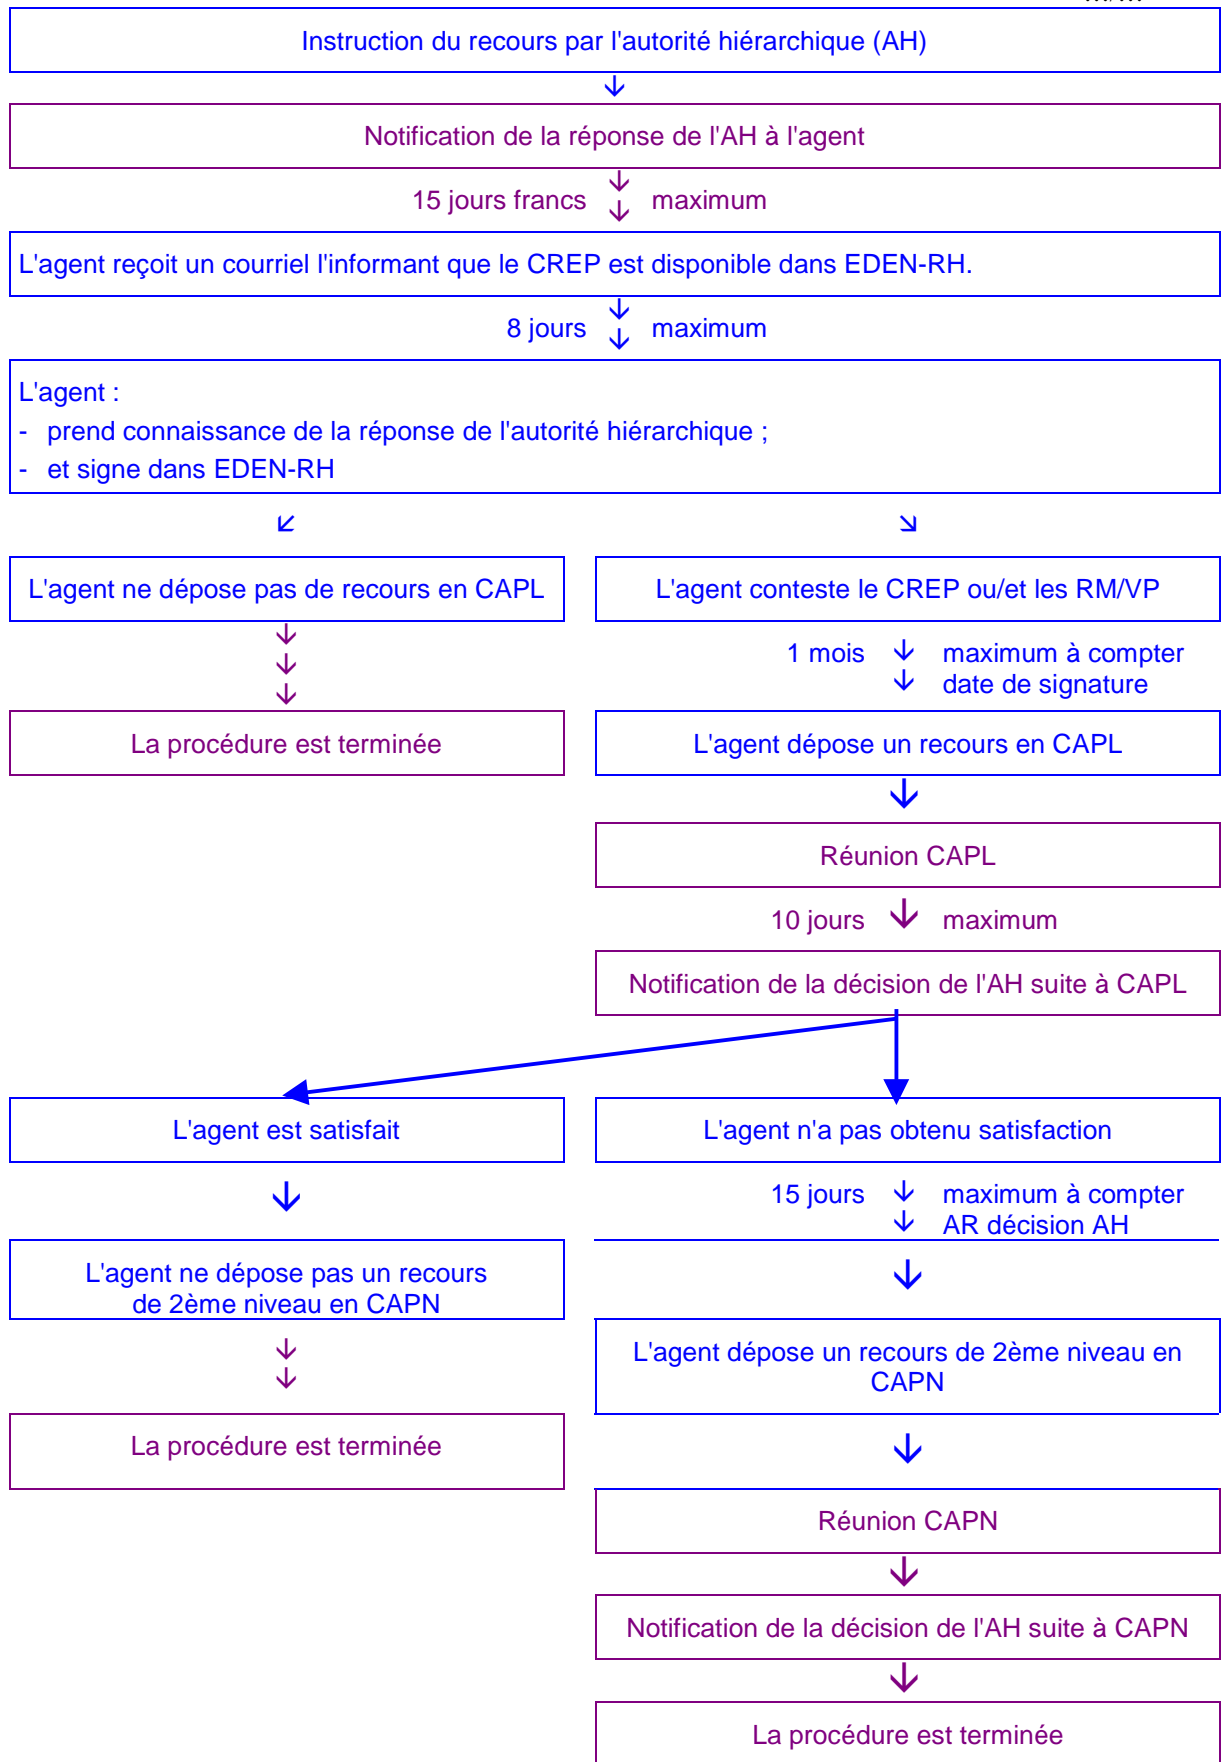 Instruction du recours par l'autorité hiérarchique (AH)
Notification de la réponse de l'AH à l'agent
15 jours francs maximum
L'agent reçoit un courriel l'informant que le CREP est disponible dans EDEN-RH.
8 jours maximum
L'agent :
- prend connaissance de la réponse de l'autorité hiérarchique ;
- et signe dans EDEN-RH
L'agent ne dépose pas de recours en CAPL
L'agent conteste le CREP ou/et les RM/VP
1 mois maximum à compter
date de signature
La procédure est terminée
L'agent dépose un recours en CAPL
Réunion CAPL
10 jours maximum
Notification de la décision de l'AH suite à CAPL
L'agent est satisfait
L'agent n'a pas obtenu satisfaction
15 jours maximum à compter
AR décision AH
L'agent ne dépose pas un recours
de 2ème niveau en CAPN
L'agent dépose un recours de 2ème niveau en
CAPN
La procédure est terminée
Réunion CAPN
Notification de la décision de l'AH suite à CAPN
La procédure est terminée